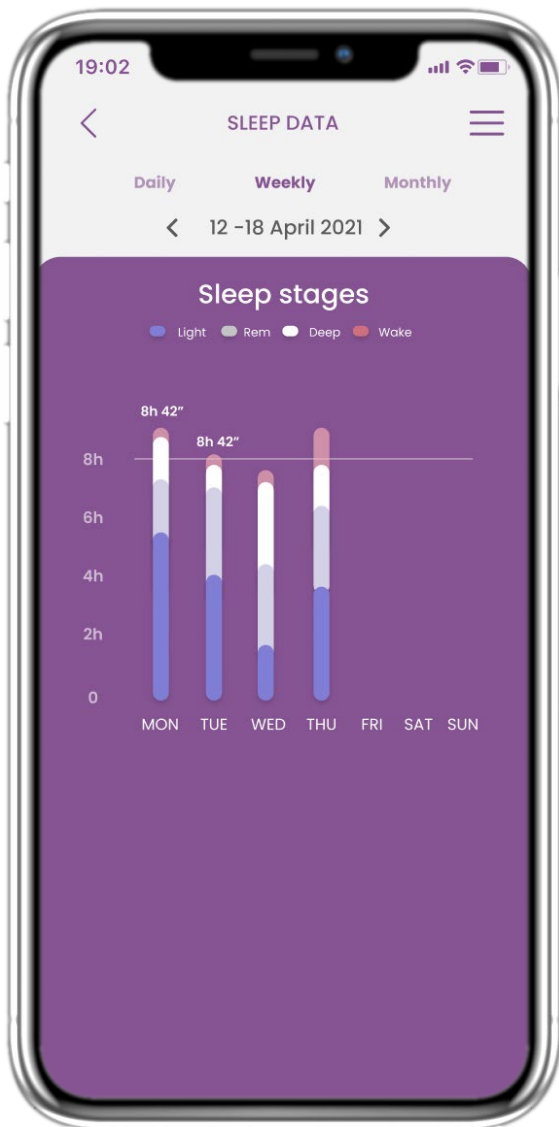 19:02
SLEEP DATA
Daily Weekly Monthly
12 -18 April 2021
Sleep stages
Light Rem Deep Wake
8h 42”
8h 42”
8h
6h
4h
2h
0
MON TUE WED THU FRI SAT SUN